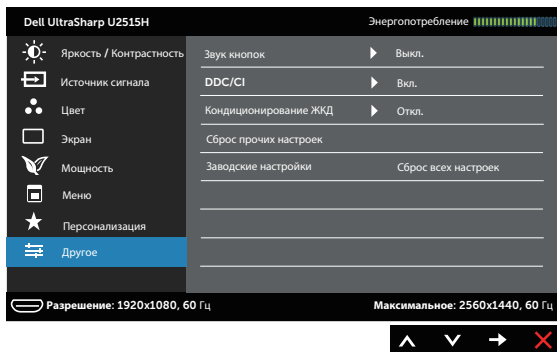 Dell UltraSharp U2515H Энергопотребление
Яркость / Контрастность Звук кнопок Выкл.
Источник сигнала DDC/CI Вкл.
Цвет Кондиционирование ЖКД Откл.
Экран Сброс прочих настроек
Мощность Заводские настройки Сброс всех настроек
Меню
Персонализация
Другое
Разрешение: 1920x1080, 60 Гц Максимальное: 2560x1440, 60 Гц